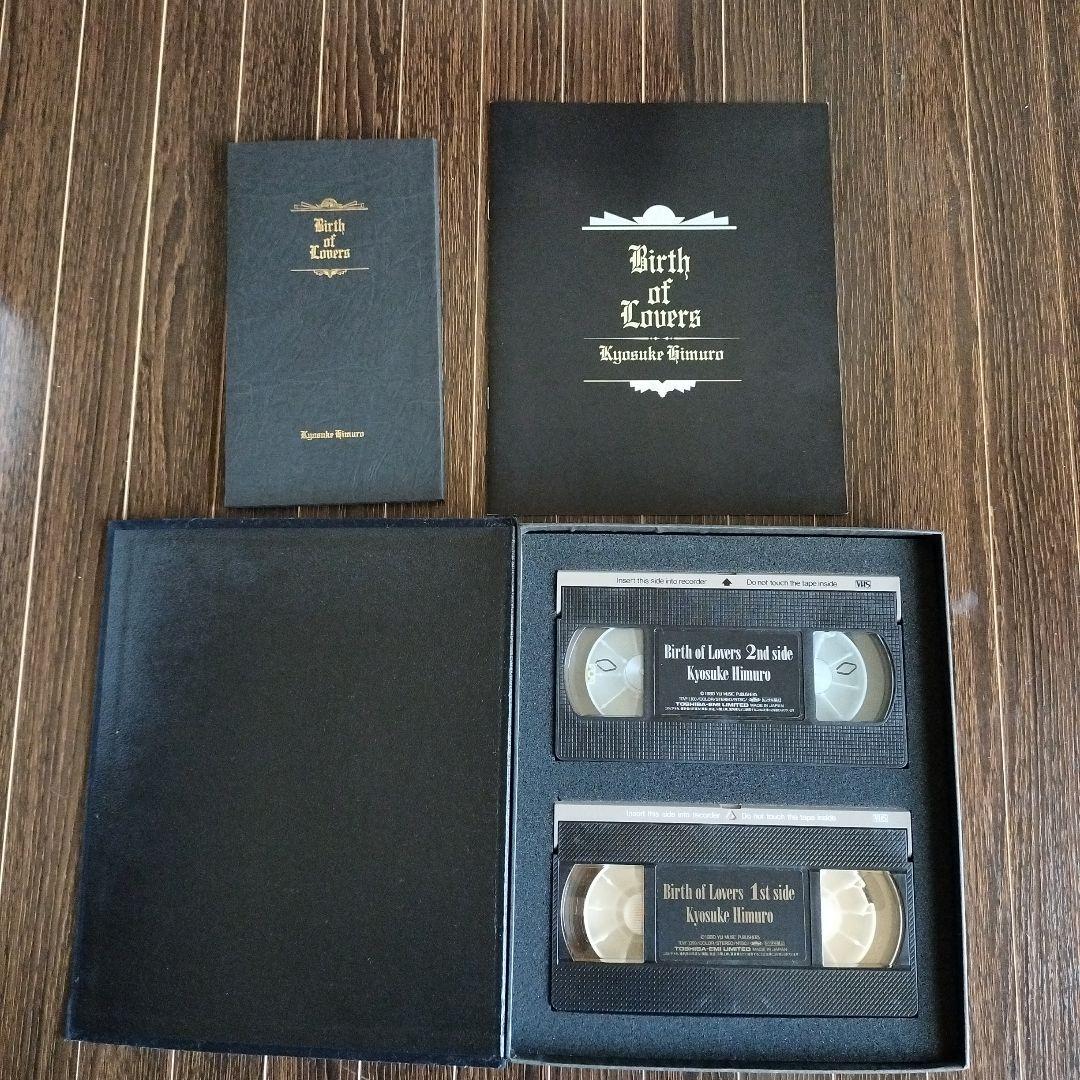 Birth
of
Lovers
Kyosuke Himuro
Birth
of
Lovers
Kyosuke Himuro
Insert this side into recorder Do not touch the tape inside VHS
Birth of Lovers 2nd side
Kyosuke Himuro
TOSHIBA-EMI LIMITED MADE IN JAPAN
Insert this side into recorder Do not touch the tape inside VHS
Birth of Lovers 1st side
Kyosuke Himuro
TOSHIBA-EMI LIMITED MADE IN JAPAN